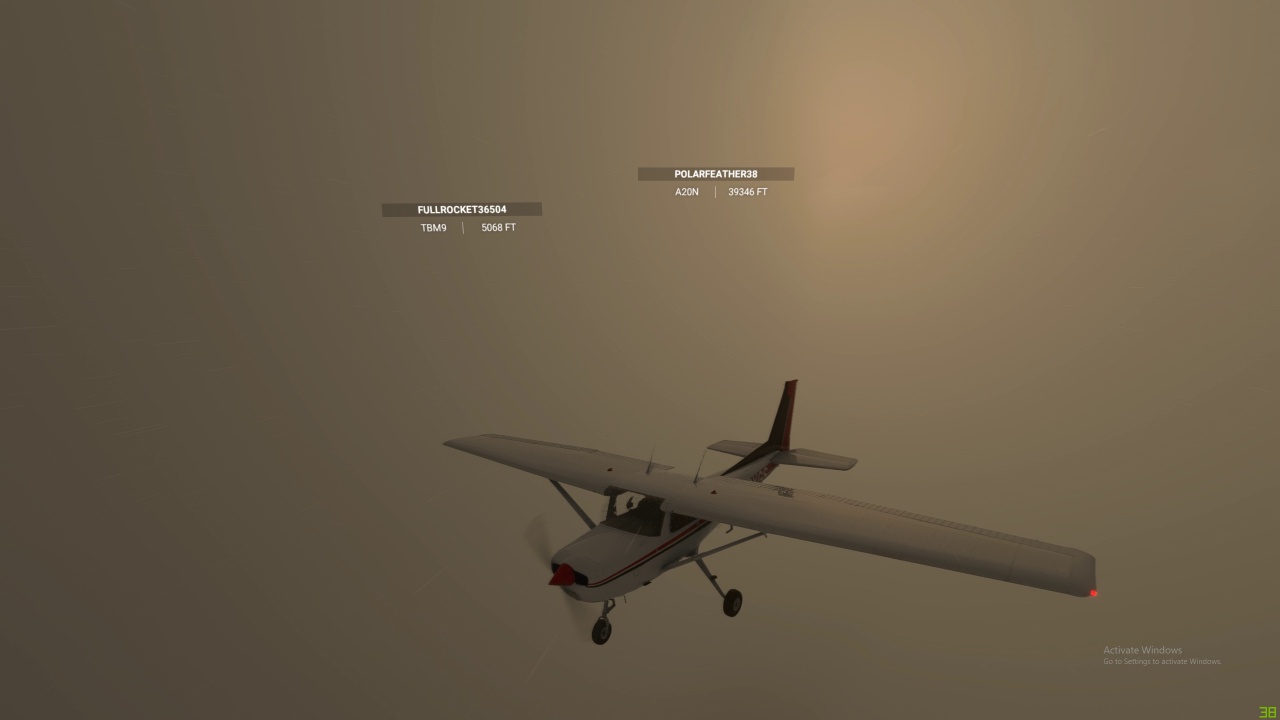 POLARFEATHER38
A20N | 39346 FT
FULLROCKET36504
TBM9 | 5068 FT
Activate Windows
Go to Settings to activate Windows.
38